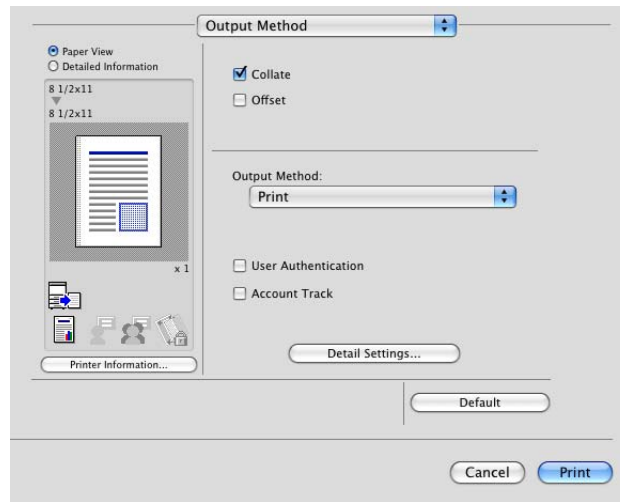 Output Method
Paper View
Detailed Information
8 1/2x11
8 1/2x11
x 1
Printer Information...
Collate
Offset
Output Method:
Print
User Authentication
Account Track
Detail Settings...
Default
Cancel
Print